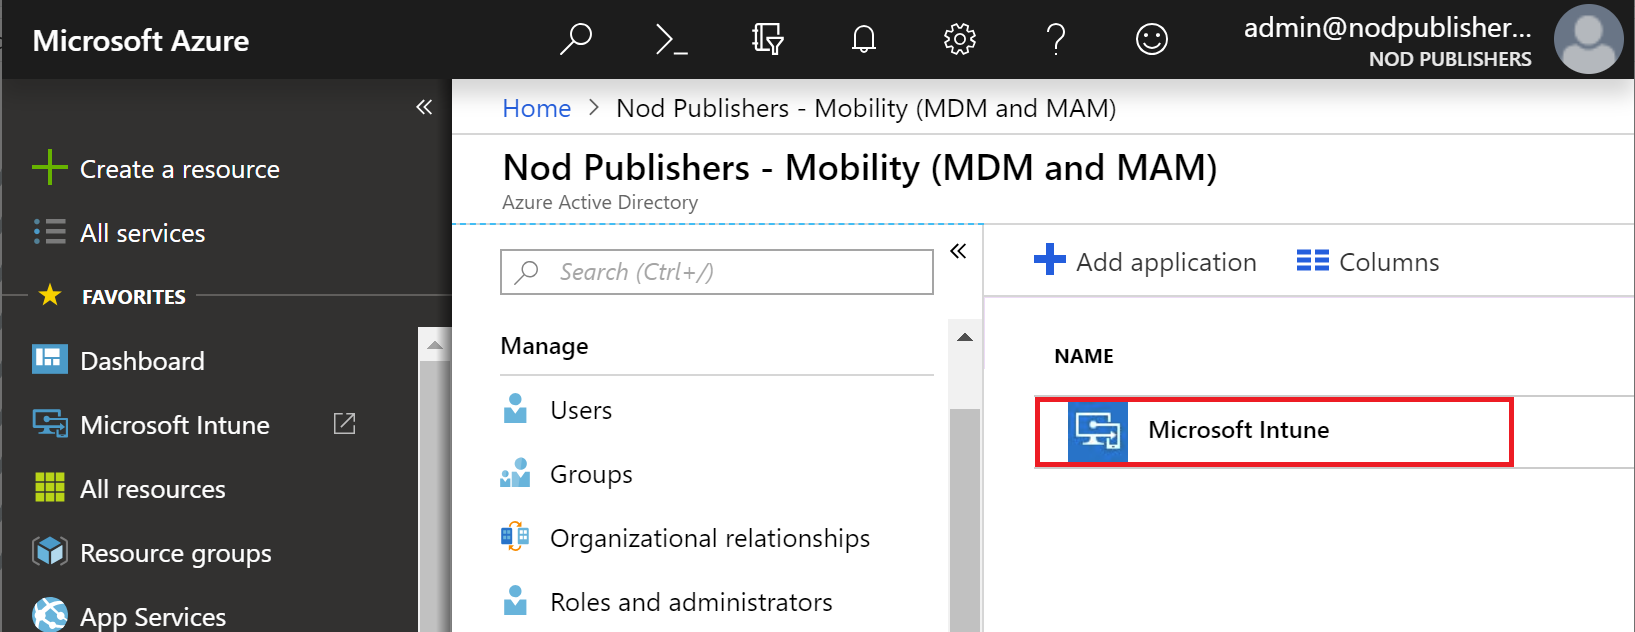 Microsoft Azure
admin@nodpublisher...
NOD PUBLISHERS
Create a resource
All services
FAVORITES
Dashboard
Microsoft Intune
All resources
Resource groups
App Services
Home > Nod Publishers - Mobility (MDM and MAM)
Nod Publishers - Mobility (MDM and MAM)
Azure Active Directory
Search (Ctrl+/)
Manage
Users
Groups
Organizational relationships
Roles and administrators
Add application
Columns
NAME
Microsoft Intune